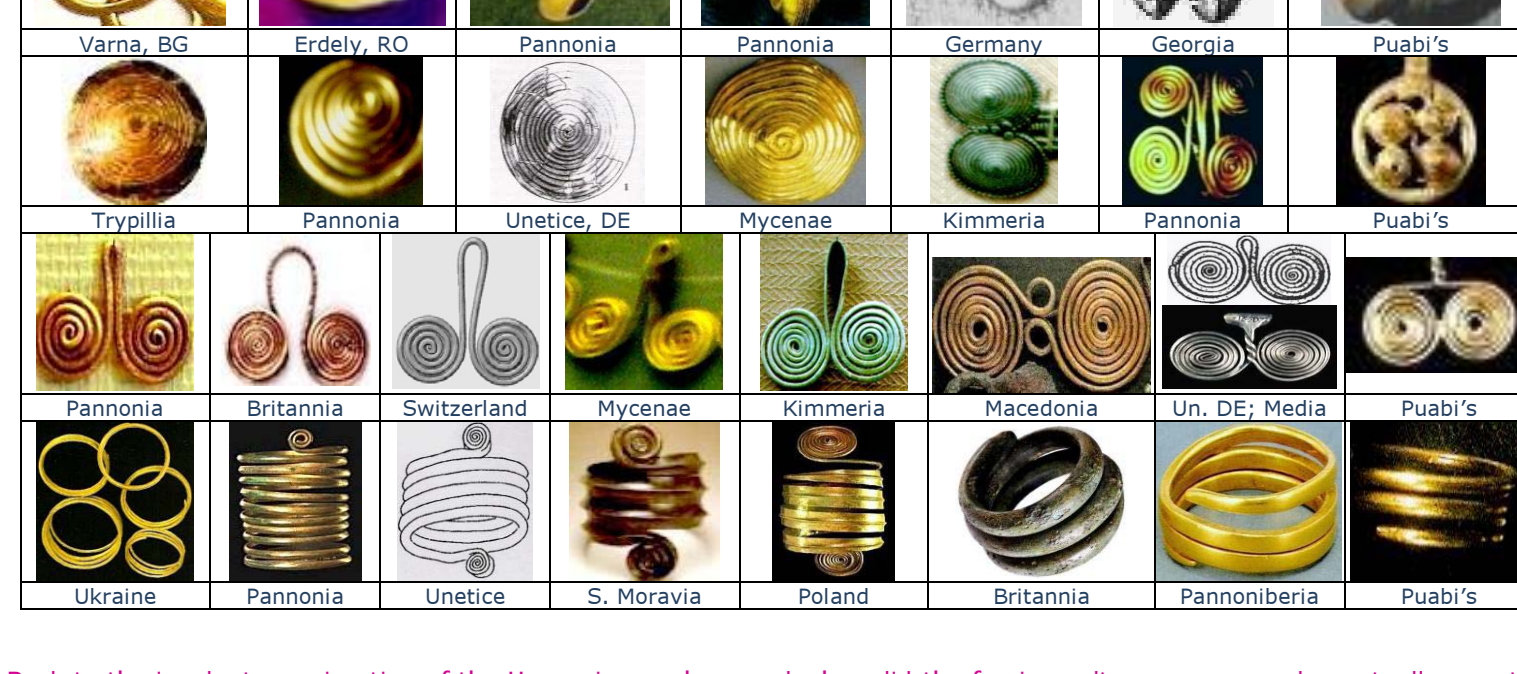 Varna, BG Erdely, RO Pannonia Pannonia Germany Georgia Puabi’s
Trypillia Pannonia Unetice, DE Mycenae Kimmeria Pannonia Puabi’s
Pannonia Britannia Switzerland Mycenae Kimmeria Macedonia Un. DE; Media Puabi’s
Ukraine Pannonia Unetice S. Moravia Poland Britannia Pannoniberia Puabi’s